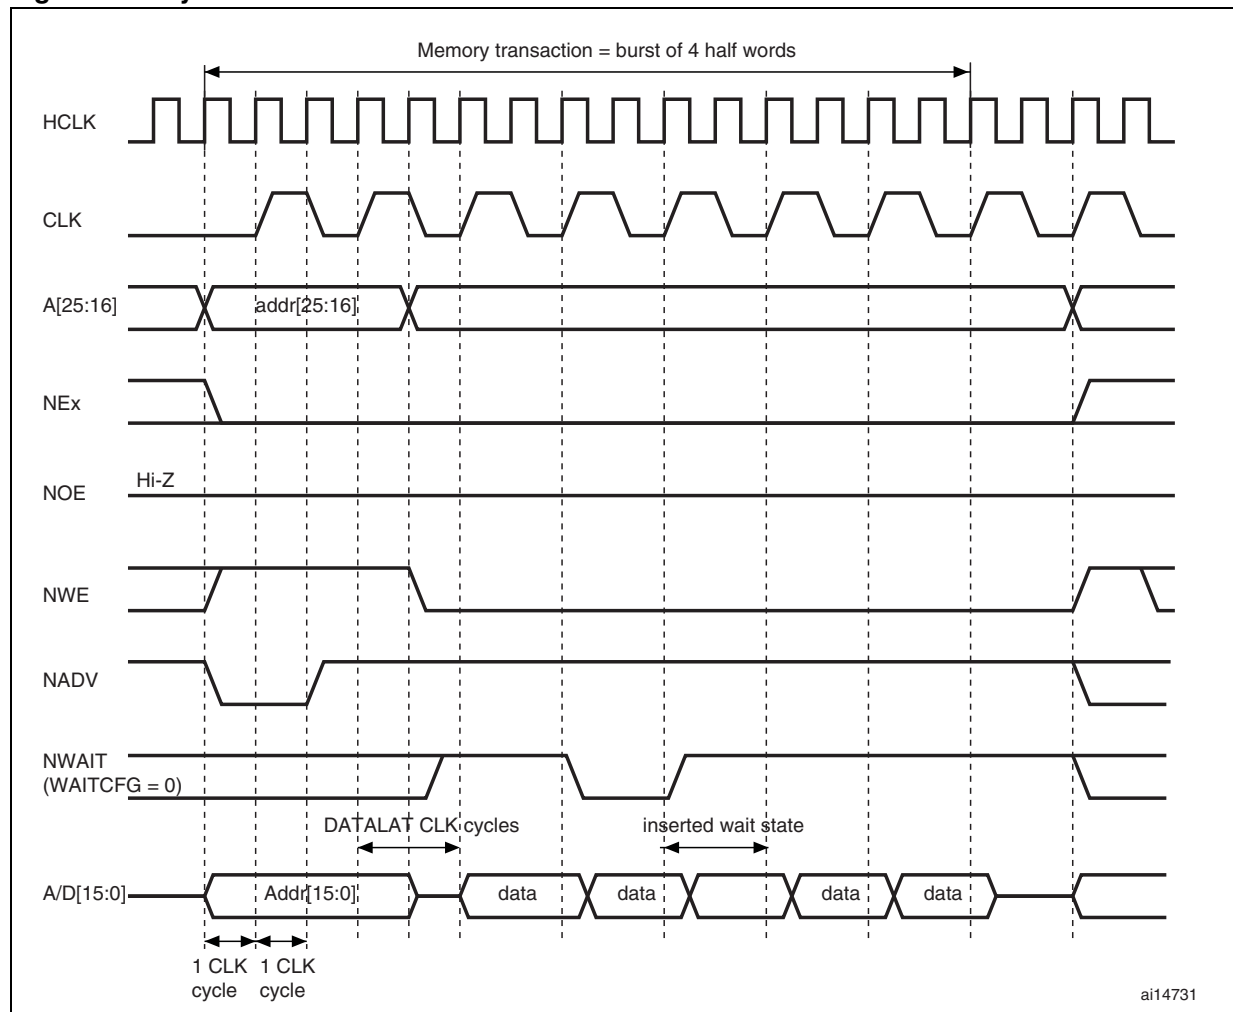 Memory transaction = burst of 4 half words
HCLK
CLK
A[25:16]
addr[25:16]
NEx
Hi-Z
NOE
NWE
NADV
NWAIT
(WAITCFG = 0)
DATALAT CLK cycles
inserted wait state
A/D[15:0]
Addr[15:0]
data
data
data
data
1 CLK
cycle
1 CLK
cycle
ai14731